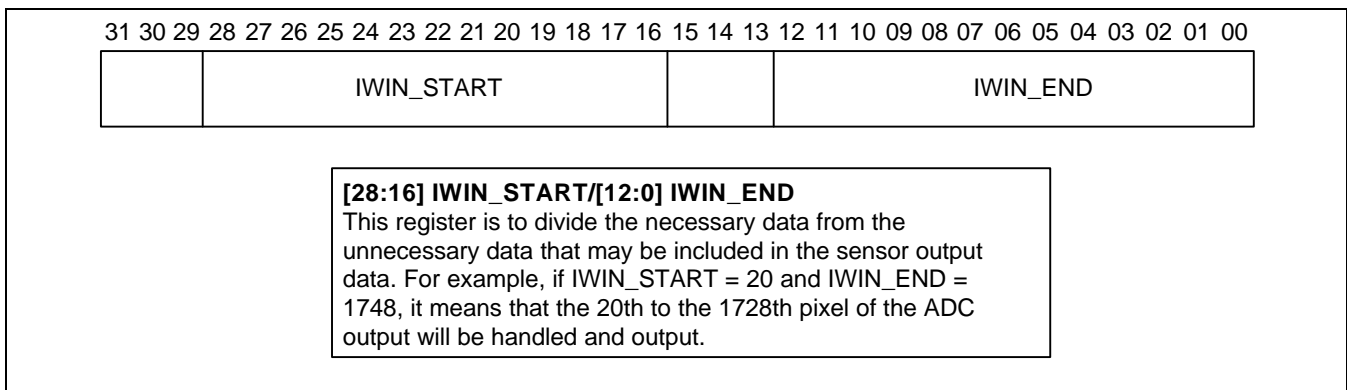 31 30 29 28 27 26 25 24 23 22 21 20 19 18 17 16 15 14 13 12 11 10 09 08 07 06 05 04 03 02 01 00
IWIN_START IWIN_END
[28:16] IWIN_START/[12:0] IWIN_END
This register is to divide the necessary data from the
unnecessary data that may be included in the sensor output
data. For example, if IWIN_START = 20 and IWIN_END =
1748, it means that the 20th to the 1728th pixel of the ADC
output will be handled and output.